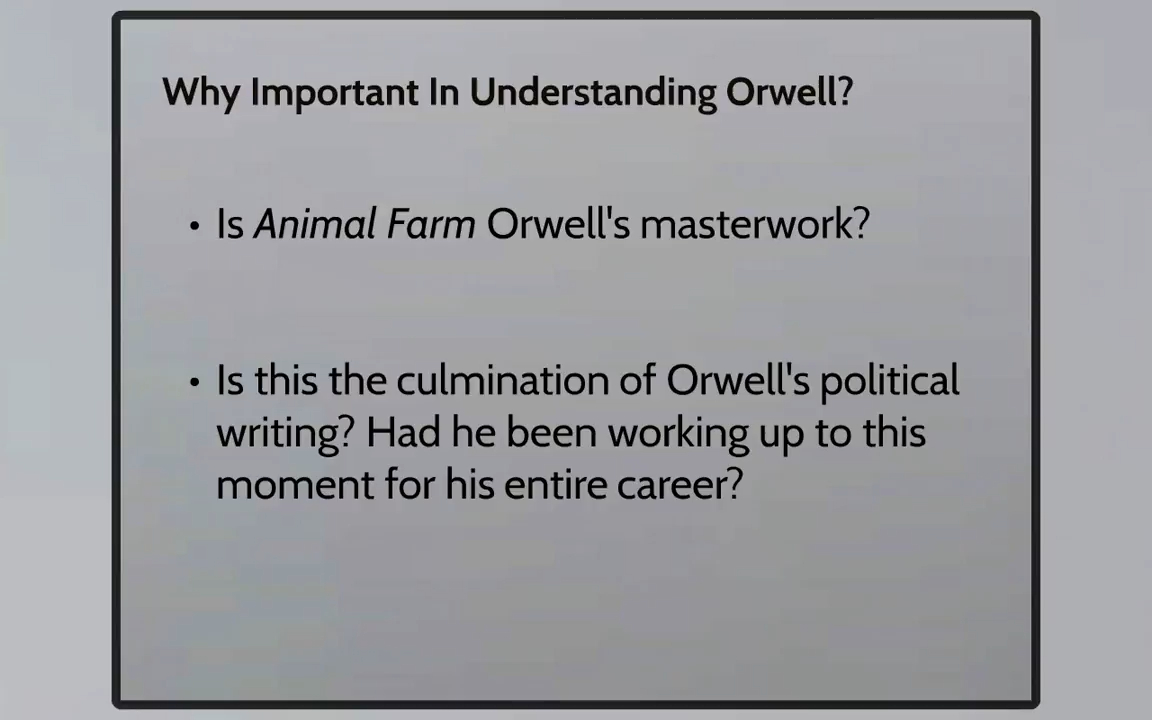 Why Important In Understanding Orwell?
• Is Animal Farm Orwell's masterwork?
• Is this the culmination of Orwell's political
writing? Had he been working up to this
moment for his entire career?